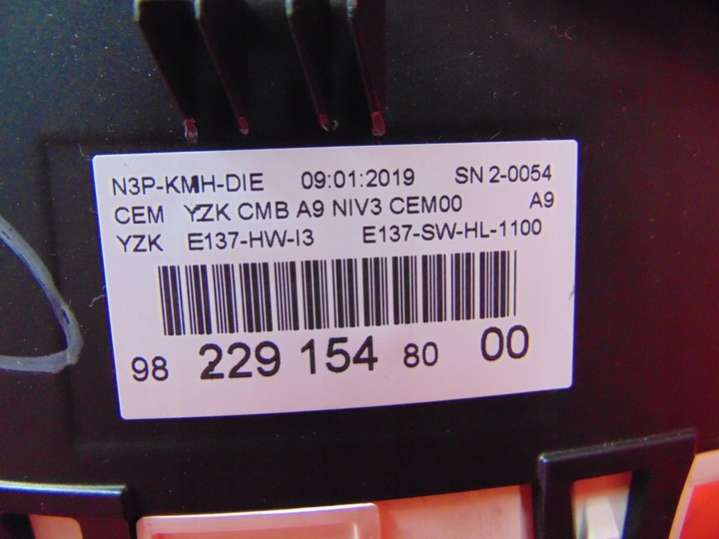 N3P-KMH-DIE 09:01:2019 SN 2-0054
CEM YZK CMB A9 NIV3 CEM00 A9
YZK E137-HW-I3 E137-SW-HL-1100
98 229 154 80 00